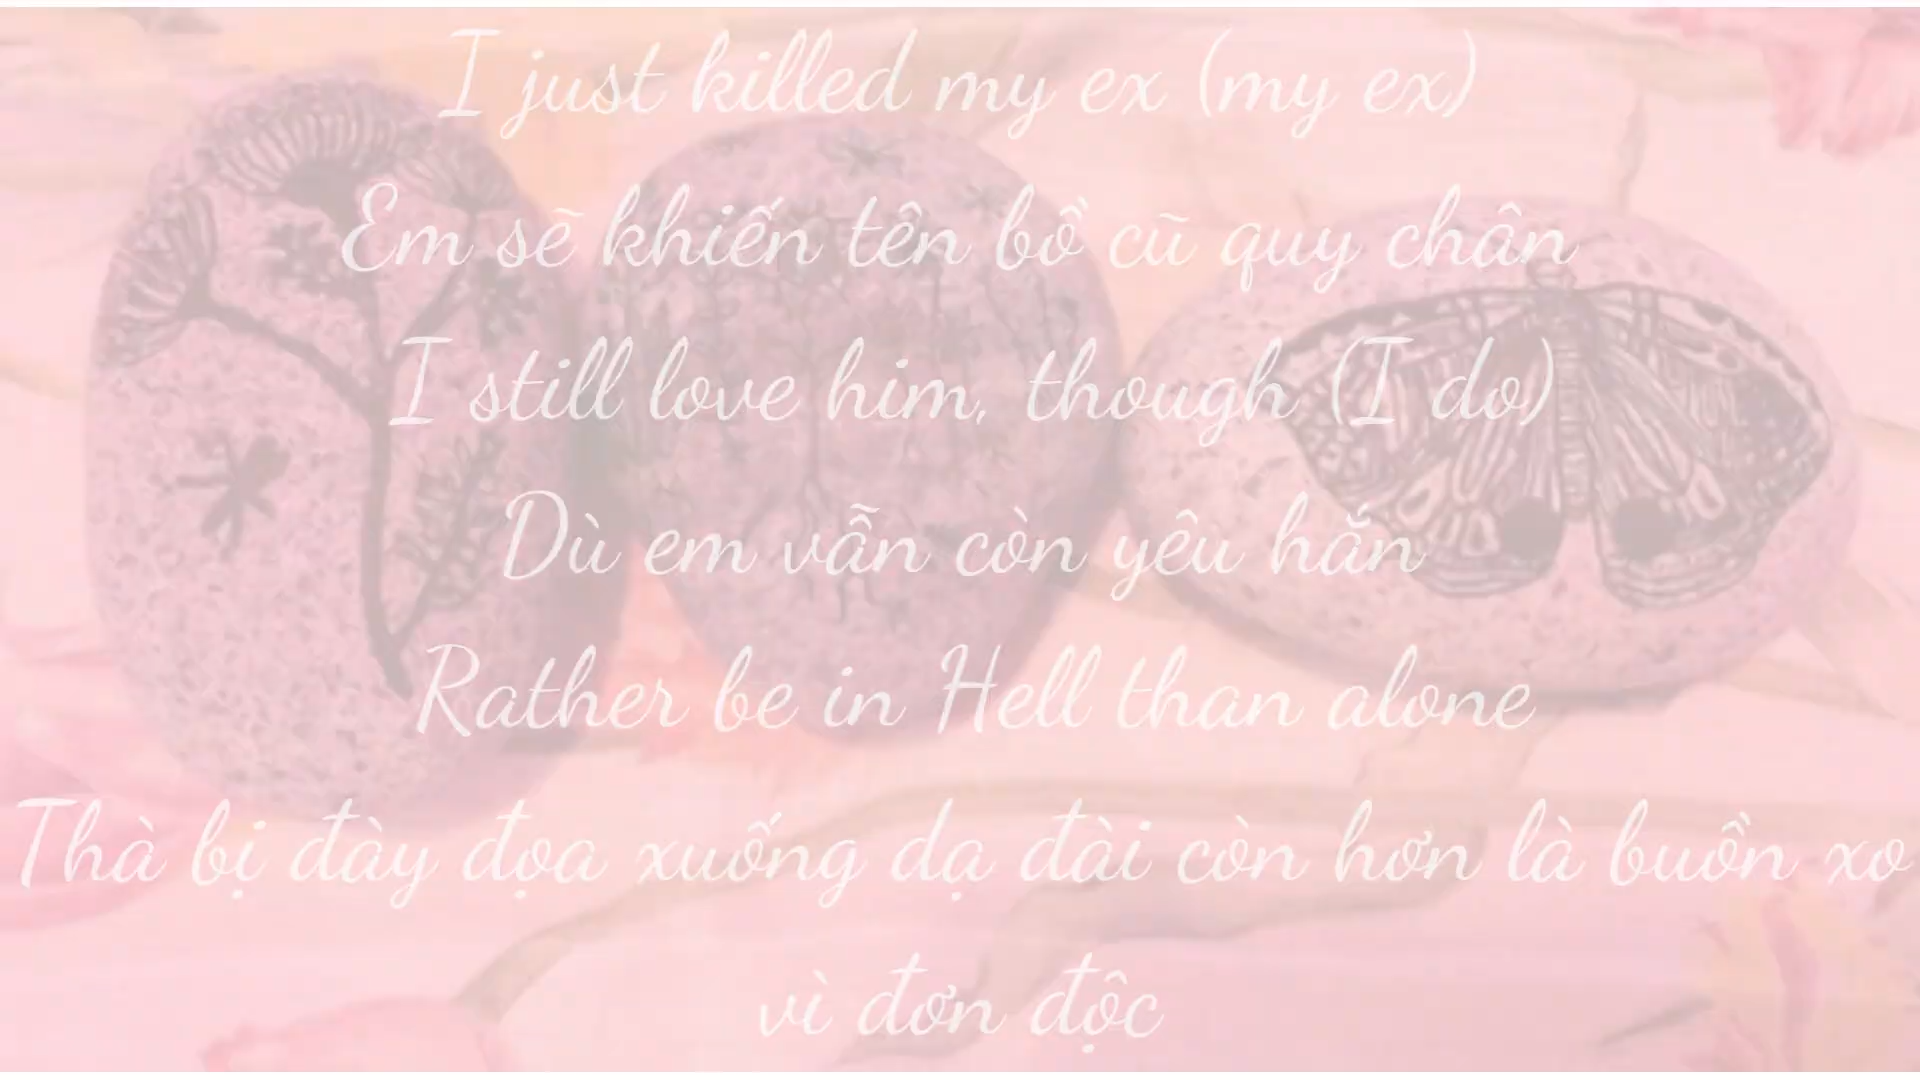 I just killed my ex (my ex)
Em sẽ khiến tên bồ cũ quy chân
I still love him, though (I do)
Dù em vẫn còn yêu hắn
Rather be in Hell than alone
Thà bị đày đọa xuống dạ đài còn hơn là buồn xo
vì đơn độc